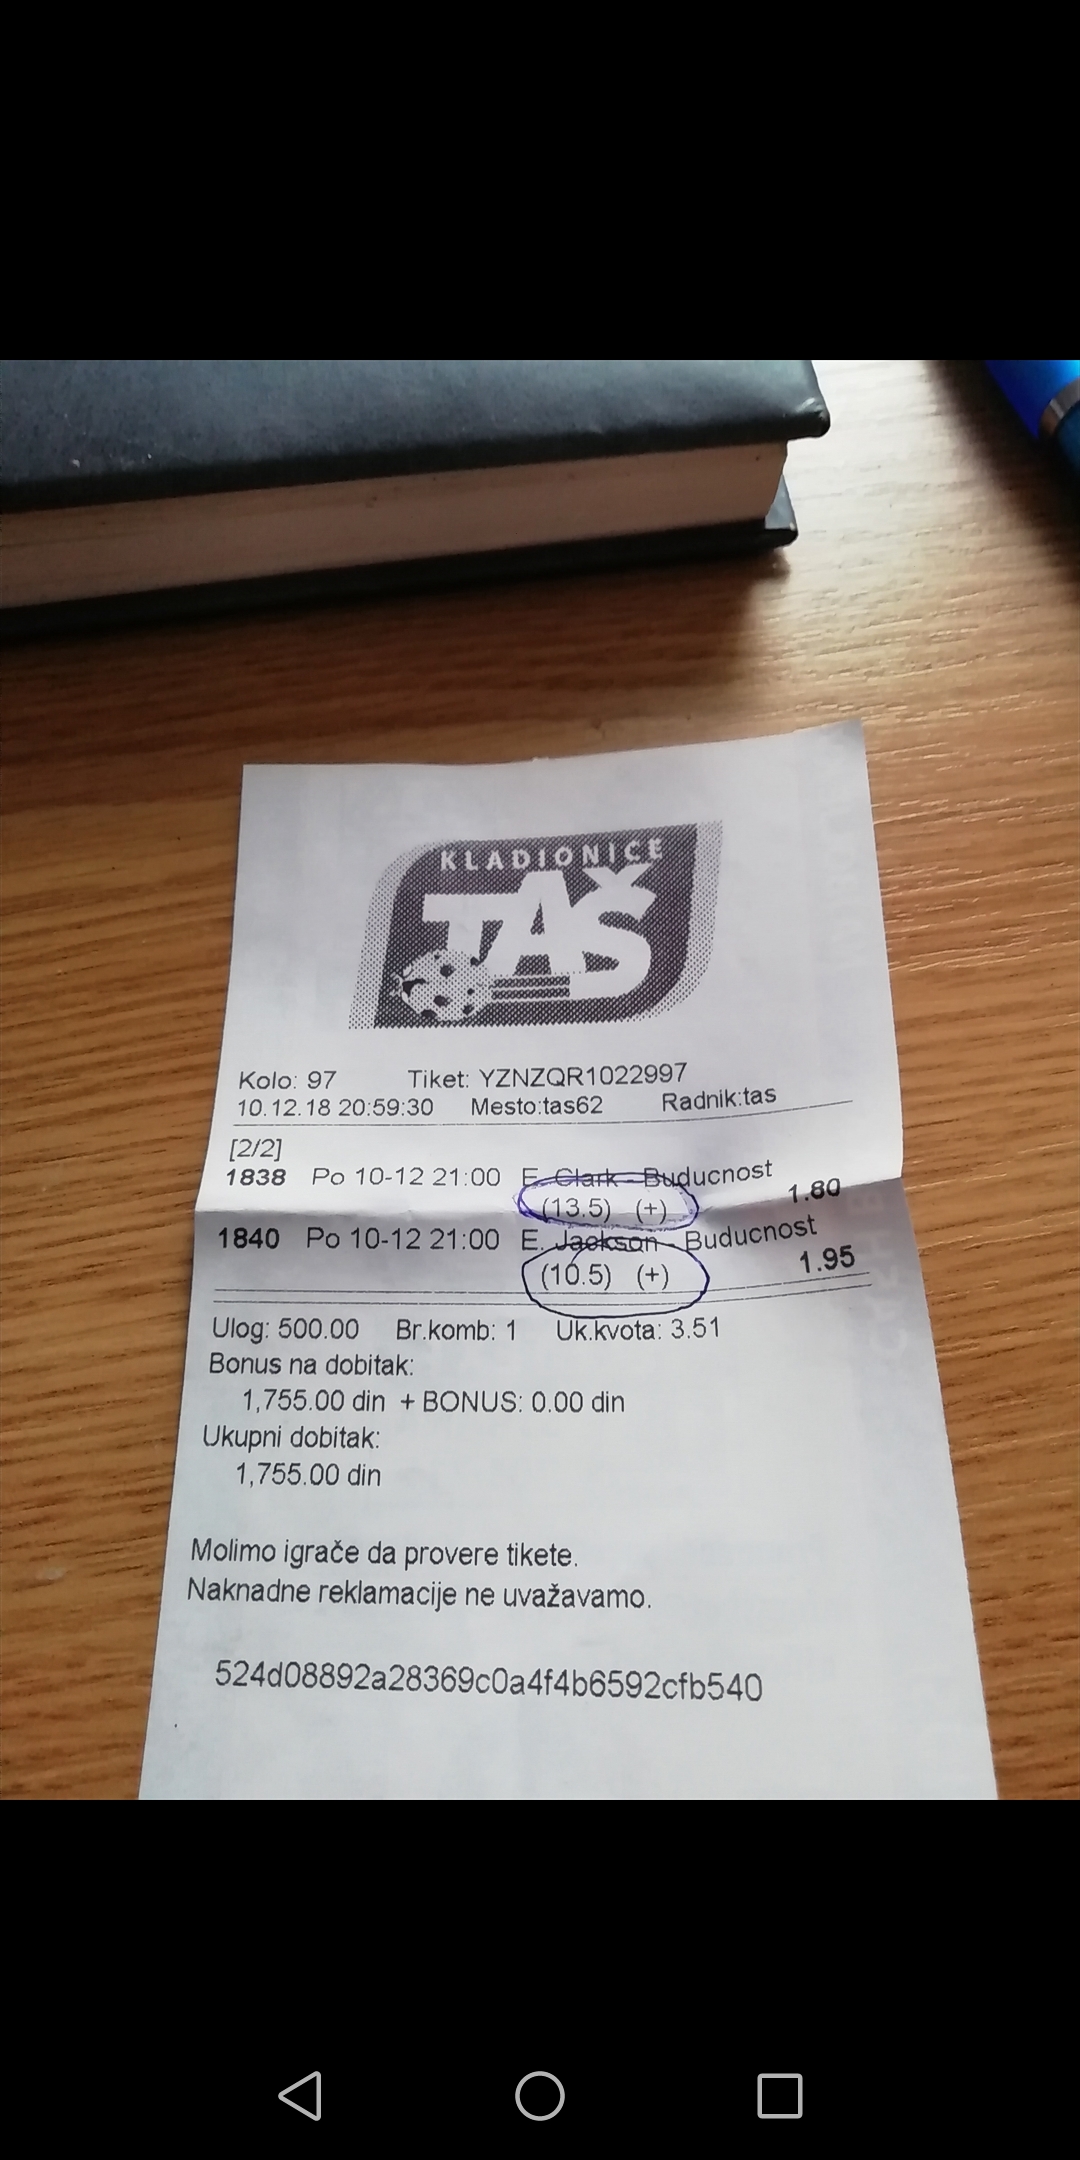 KLADIONICE
TAŠ
Kolo: 97 Tiket: YZNZQR1022997
10.12.18 20:59:30 Mesto:tas62 Radnik:tas
[2/2]
1838 Po 10-12 21:00 E. Clark - Buducnost
(13.5) (+) 1.80
1840 Po 10-12 21:00 E. Jackson - Buducnost
(10.5) (+) 1.95
Ulog: 500.00 Br.komb: 1 Uk.kvota: 3.51
Bonus na dobitak:
1,755.00 din + BONUS: 0.00 din
Ukupni dobitak:
1,755.00 din
Molimo igrače da provere tikete.
Naknadne reklamacije ne uvažavamo.
524d08892a28369c0a4f4b6592cfb540